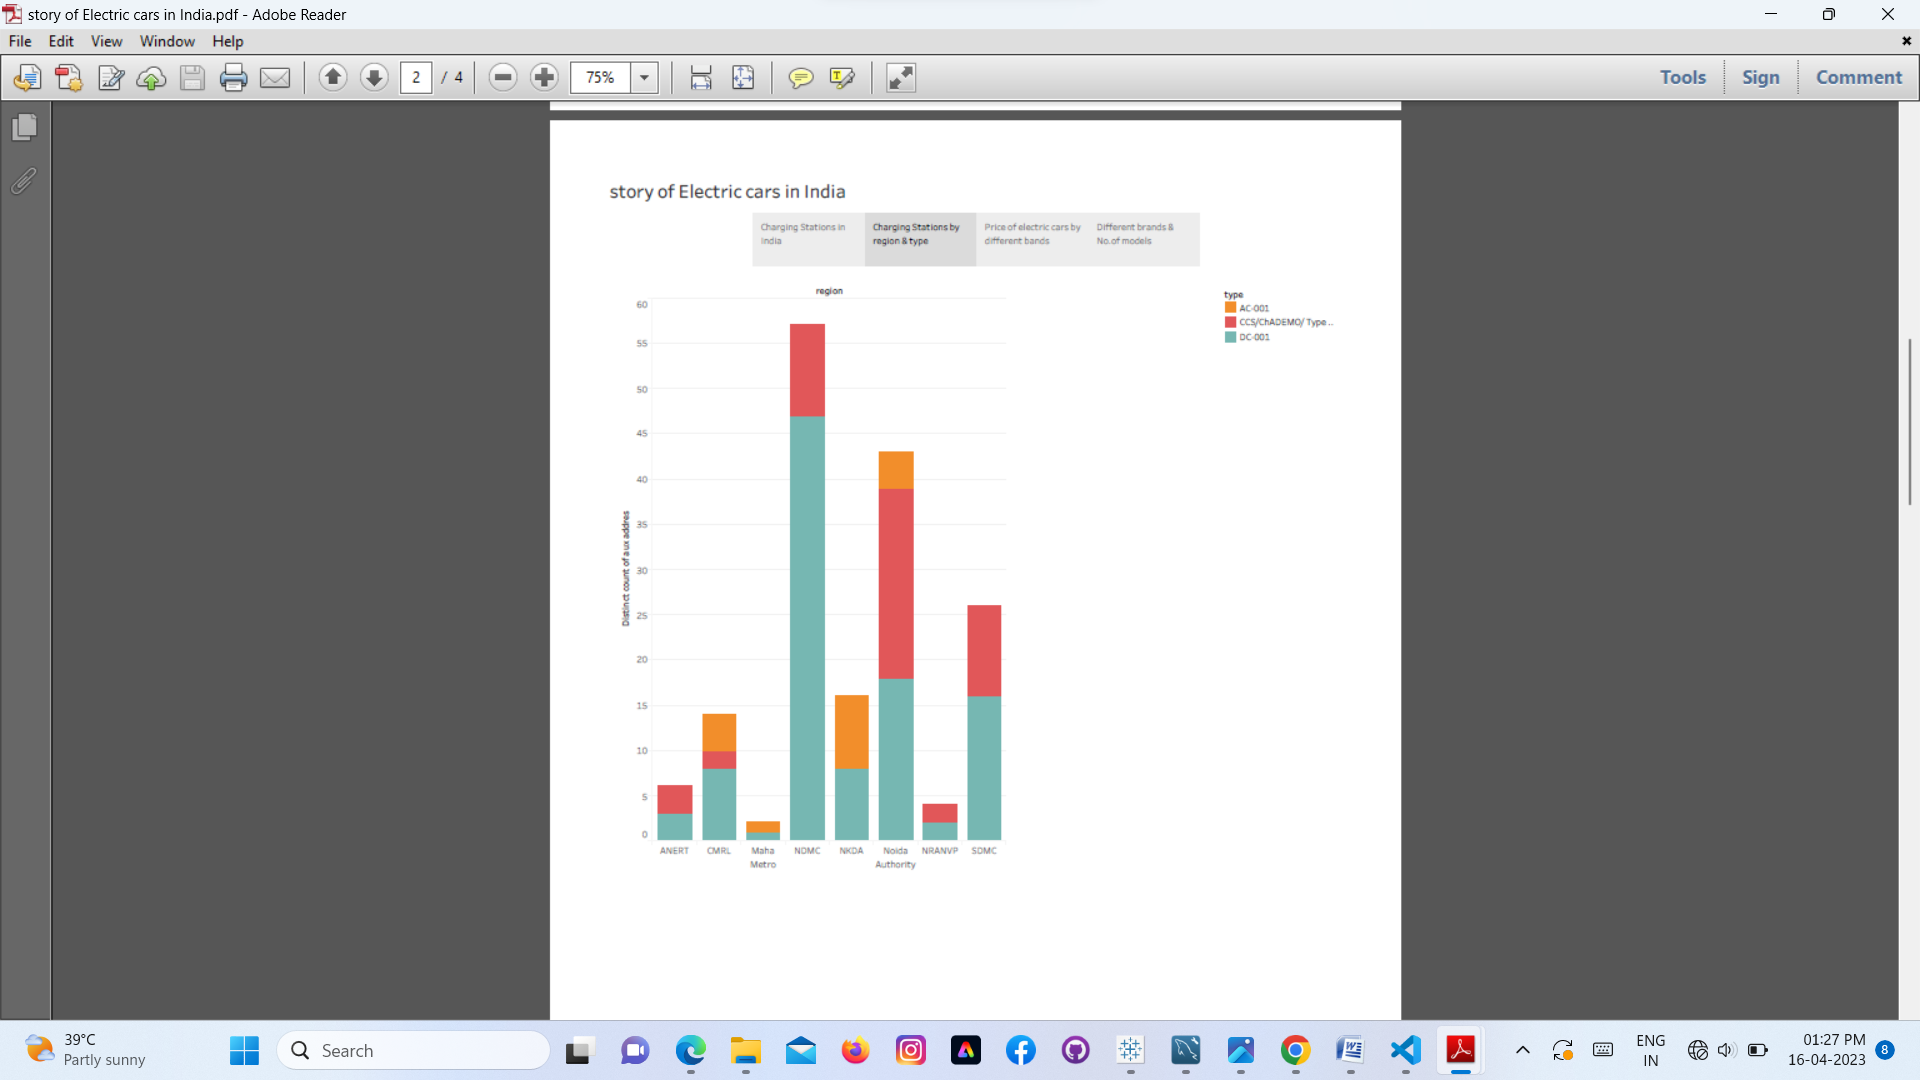 story of Electric cars in India.pdf - Adobe Reader
File Edit View Window Help
2 / 4 75% Tools Sign Comment
story of Electric cars in India
Charging Stations in
India
Charging Stations by
region & type
Price of electric cars by
different bands
Different brands &
No.of models
region
type
AC-001
CCS/ChADEMO/ Type ..
DC-001
Distinct count of aux addres
60
55
50
45
40
35
30
25
20
15
10
5
0
ANERT
CMRL
Maha
Metro
NDMC
NKDA
Noida
Authority
NRANVP
SDMC
39°C
Partly sunny
Search
ENG
IN
01:27 PM
16-04-2023
8